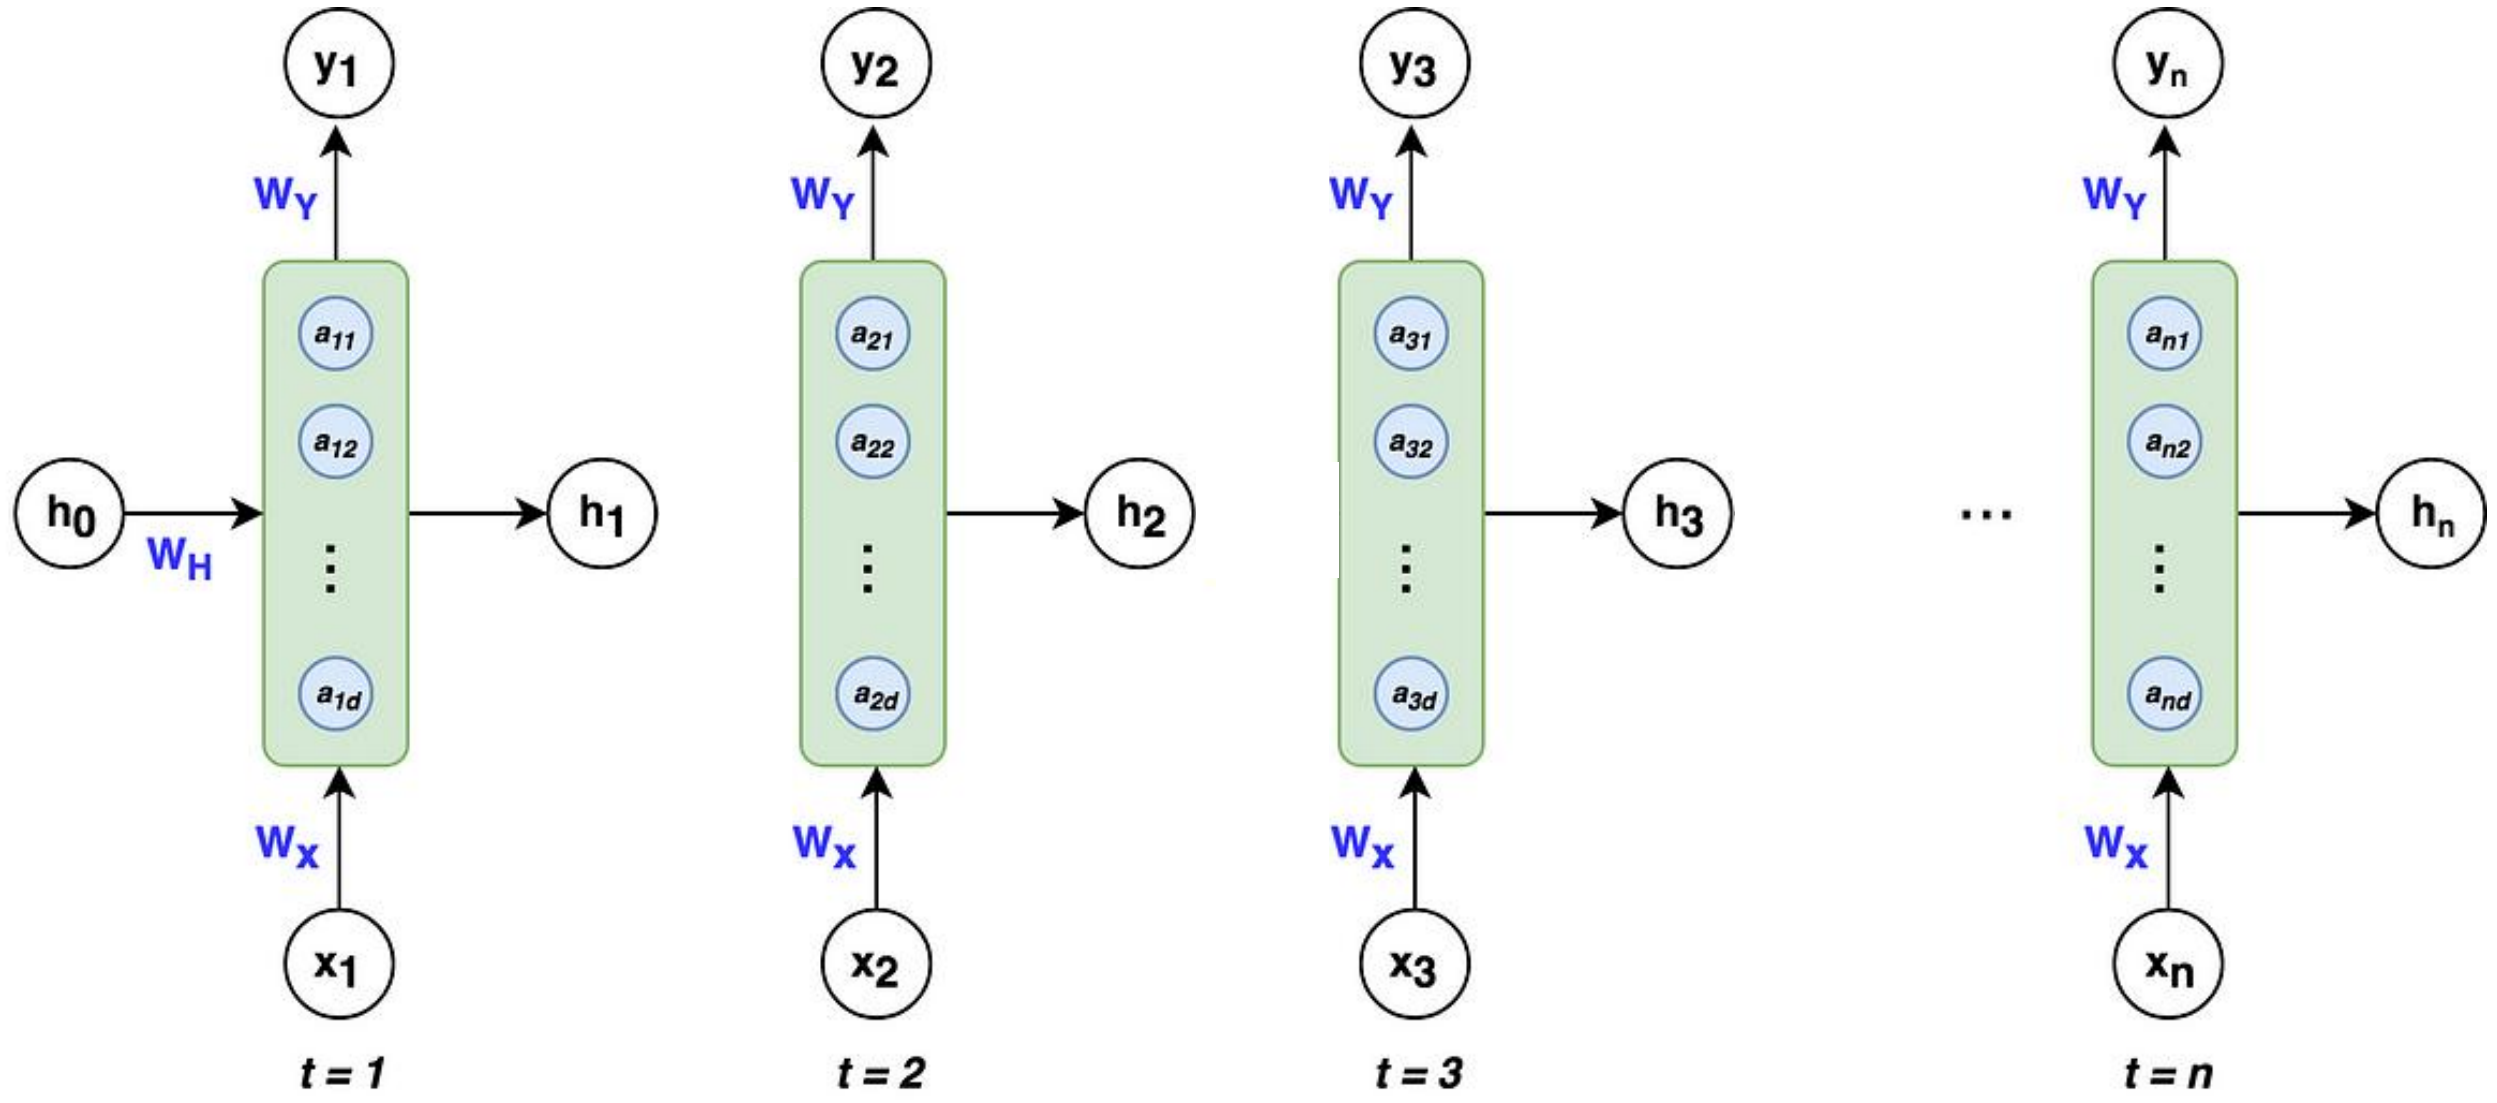 y1 y2 y3 yn
WY WY WY WY
a11 a21 a31 an1
a12 a22 a32 an2
h0 h1 h2 h3 ... hn
WH
a1d a2d a3d and
WX WX WX WX
x1 x2 x3 xn
t = 1 t = 2 t = 3 t = n